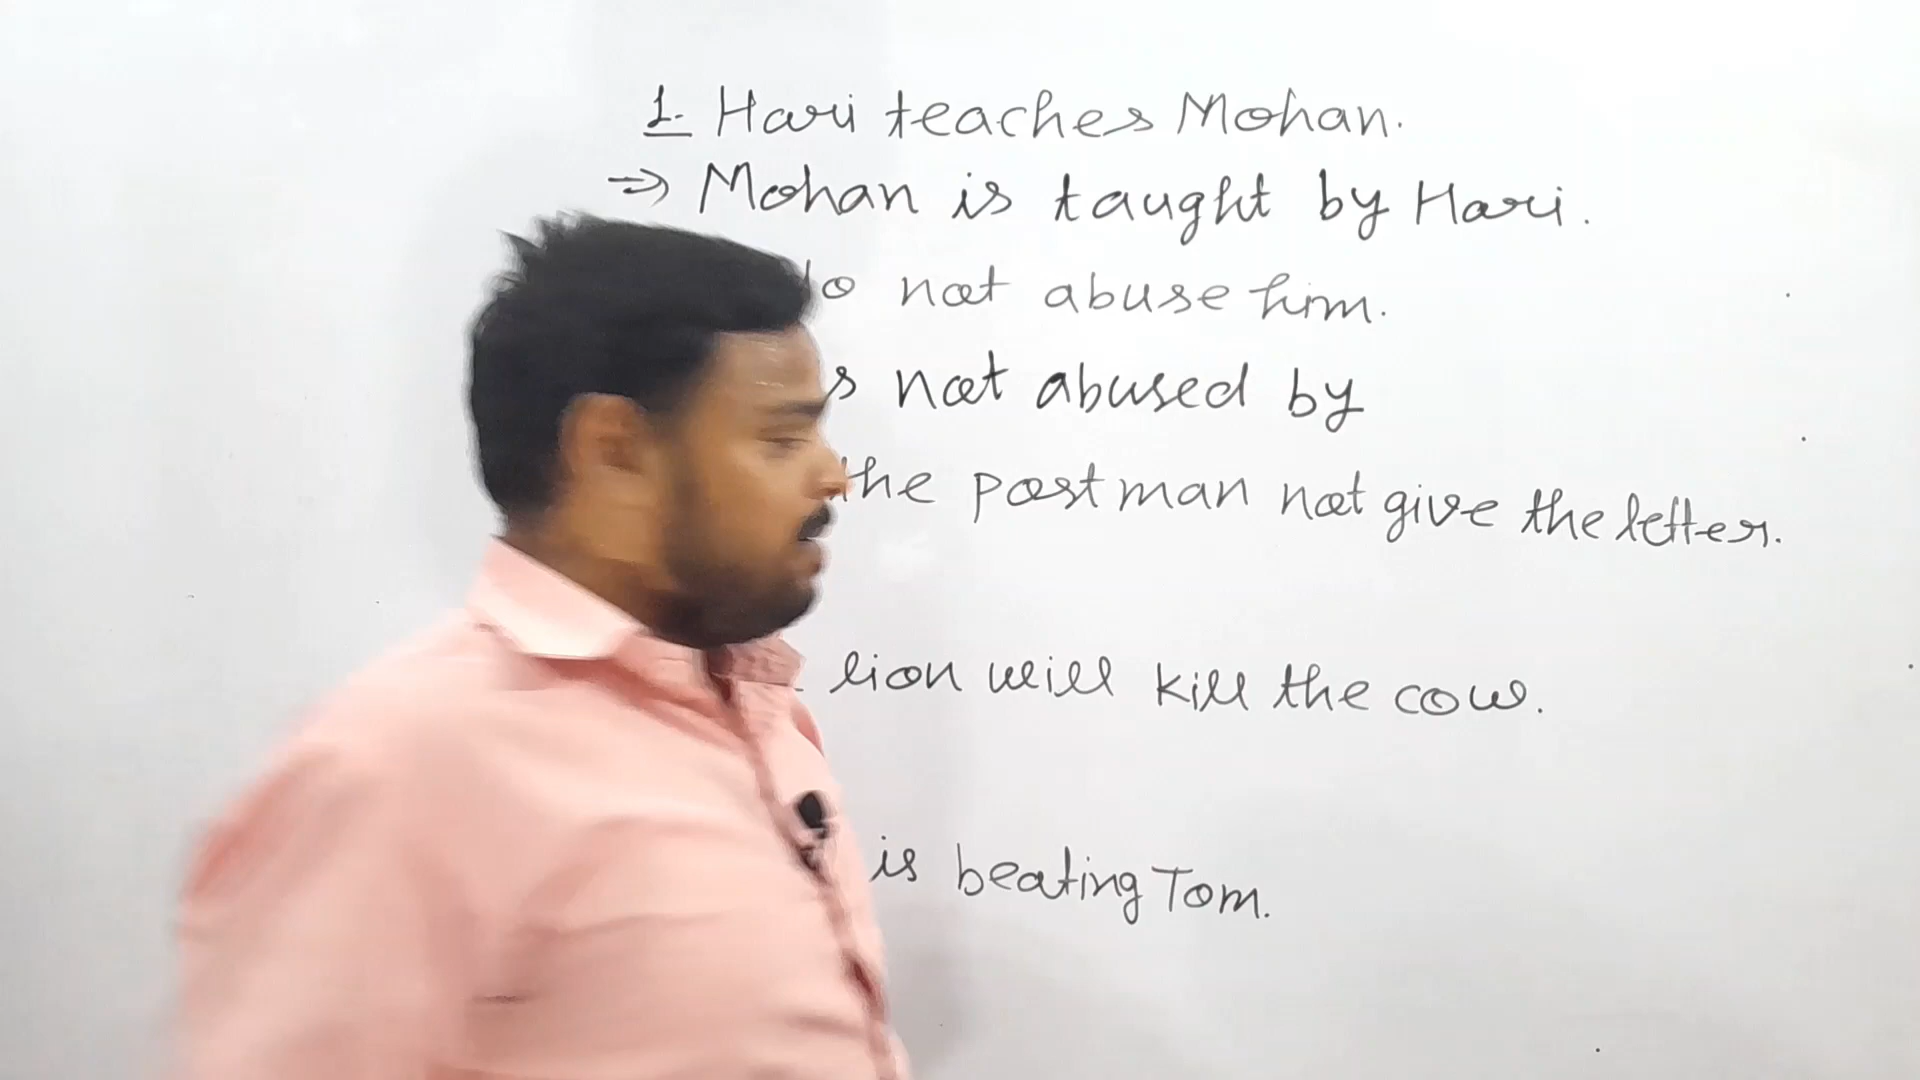 1. Hari teaches Mohan.
⇒ Mohan is taught by Hari.
not abuse him.
not abused by
the postman not give the letter.
lion will kill the cow.
is beating Tom.